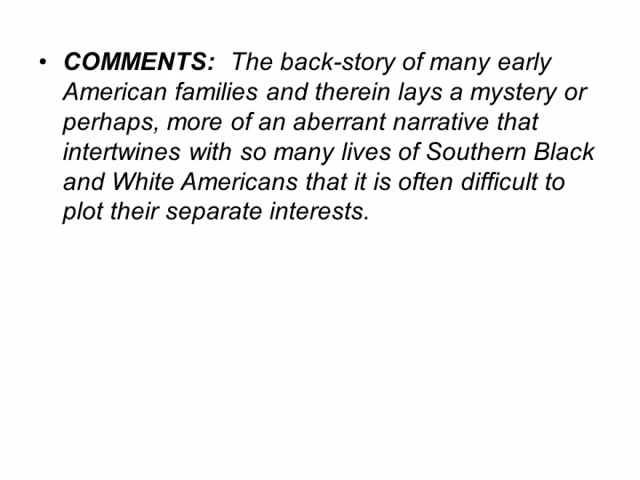 • COMMENTS: The back-story of many early
American families and therein lays a mystery or
perhaps, more of an aberrant narrative that
intertwines with so many lives of Southern Black
and White Americans that it is often difficult to
plot their separate interests.